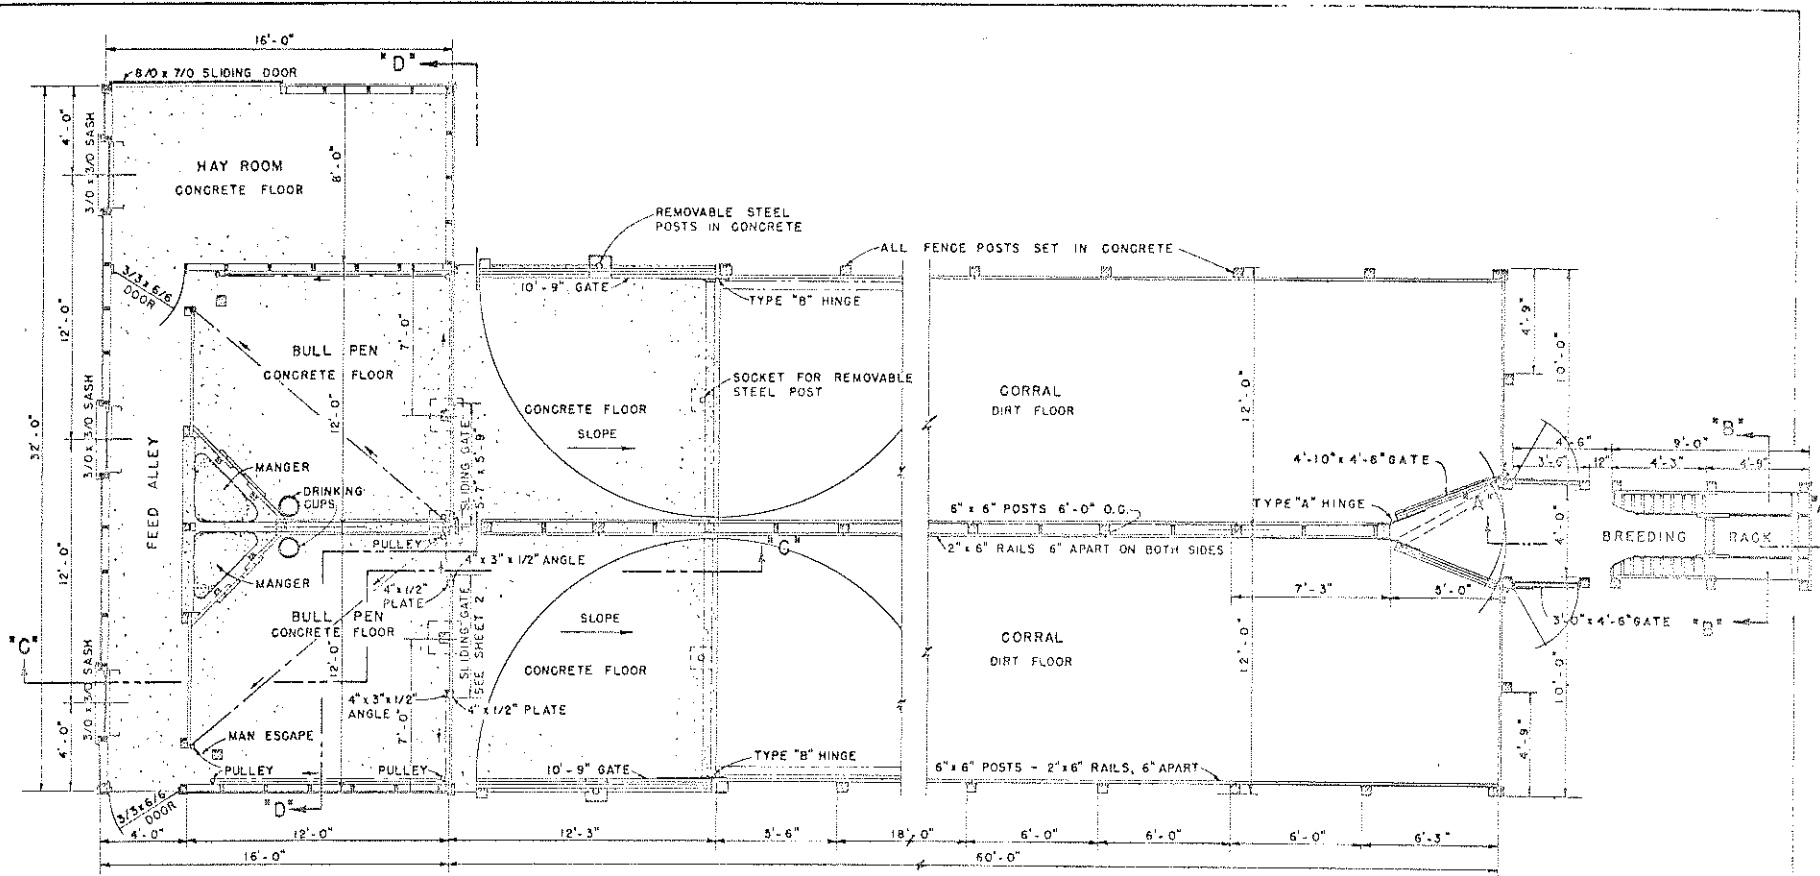 16'-0"
"D"
8/0 x 7/0 SLIDING DOOR
4'-0"
3/0 x 3/0 SASH
HAY ROOM
CONCRETE FLOOR
8'-0"
REMOVABLE STEEL
POSTS IN CONCRETE
ALL FENCE POSTS SET IN CONCRETE
3/3 x 6/6
DOOR
10'-9" GATE
TYPE "B" HINGE
4'-9"
10'-0"
12'-0"
7'-0"
BULL PEN
CONCRETE FLOOR
SOCKET FOR REMOVABLE
STEEL POST
CONCRETE FLOOR
SLOPE
CORRAL
DIRT FLOOR
12'-0"
12'-0"
32'-0"
3/0 x 3/0 SASH
FEED ALLEY
MANGER
DRINKING
CUPS
SLIDING GATE
5'-7" x 5'-9"
4'-10" x 4'-6" GATE
4'-6"
9'-0"
"B"
3'-6"
12"
4'-3"
4'-9"
6" x 6" POSTS 6'-0" O.C.
TYPE "A" HINGE
"A"
4'-0"
BREEDING RACK
PULLEY
4" x 3" x 1/2" ANGLE
"C"
2" x 6" RAILS 6" APART ON BOTH SIDES
MANGER
4" x 1/2"
PLATE
12'-0"
BULL PEN
CONCRETE FLOOR
SLIDING GATE
SEE SHEET 2
SLOPE
CONCRETE FLOOR
CORRAL
DIRT FLOOR
7'-3"
5'-0"
3'-0" x 4'-6" GATE
"B"
"C"
12'-0"
12'-0"
10'-0"
3/0 x 3/0 SASH
4" x 3" x 1/2"
ANGLE
4" x 1/2" PLATE
7'-0"
4'-0"
MAN ESCAPE
4'-9"
PULLEY
PULLEY
10'-9" GATE
TYPE "B" HINGE
6" x 6" POSTS - 2" x 6" RAILS, 6" APART
3/3 x 6/6
DOOR
"D"
4'-0"
12'-0"
12'-3"
5'-6"
18'-0"
6'-0"
6'-0"
6'-0"
6'-3"
16'-0"
60'-0"